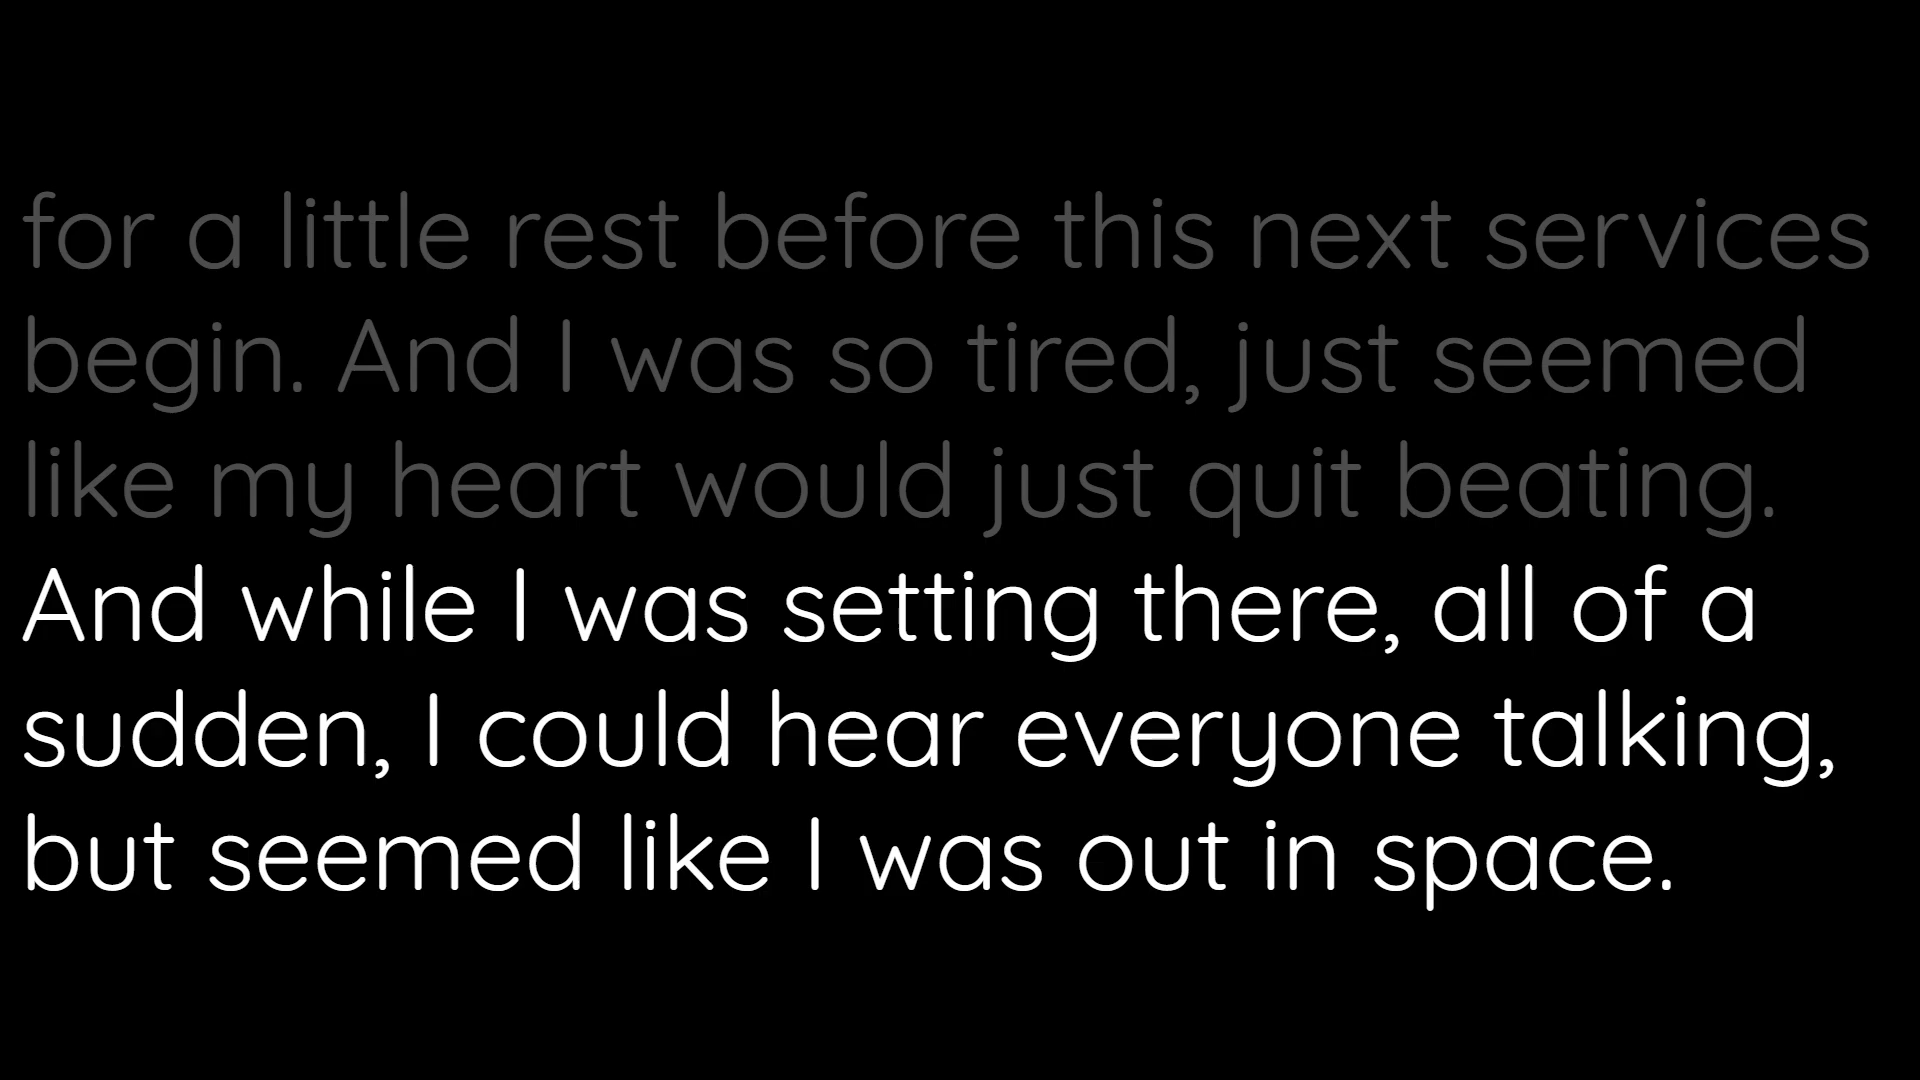 for a little rest before this next services
begin. And I was so tired, just seemed
like my heart would just quit beating.
And while I was setting there, all of a
sudden, I could hear everyone talking,
but seemed like I was out in space.